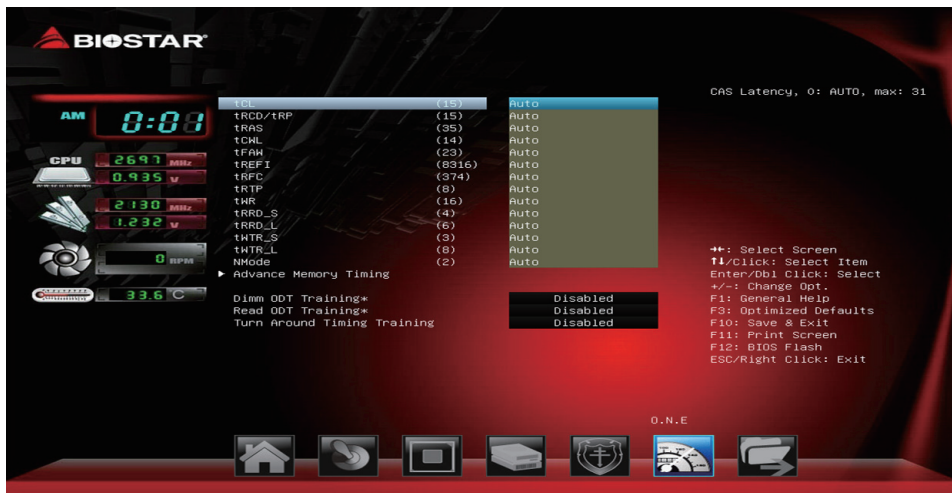 BIOSTAR
CAS Latency, 0: AUTO, max: 31
AM 0:01
CPU 2697 MHz
0.935 V
2130 MHz
1.232 V
0 RPM
33.6 C
tCL (15) Auto
tRCD/tRP (15) Auto
tRAS (35) Auto
tCWL (14) Auto
tFAW (23) Auto
tREFI (8316) Auto
tRFC (374) Auto
tRTP (8) Auto
tWR (16) Auto
tRRD_S (4) Auto
tRRD_L (6) Auto
tWTR_S (3) Auto
tWTR_L (8) Auto
NMode (2) Auto
Advance Memory Timing
Dimm ODT Training* Disabled
Read ODT Training* Disabled
Turn Around Timing Training Disabled
→←: Select Screen
↑↓/Click: Select Item
Enter/Dbl Click: Select
+/-: Change Opt.
F1: General Help
F3: Optimized Defaults
F10: Save & Exit
F11: Print Screen
F12: BIOS Flash
ESC/Right Click: Exit
O.N.E